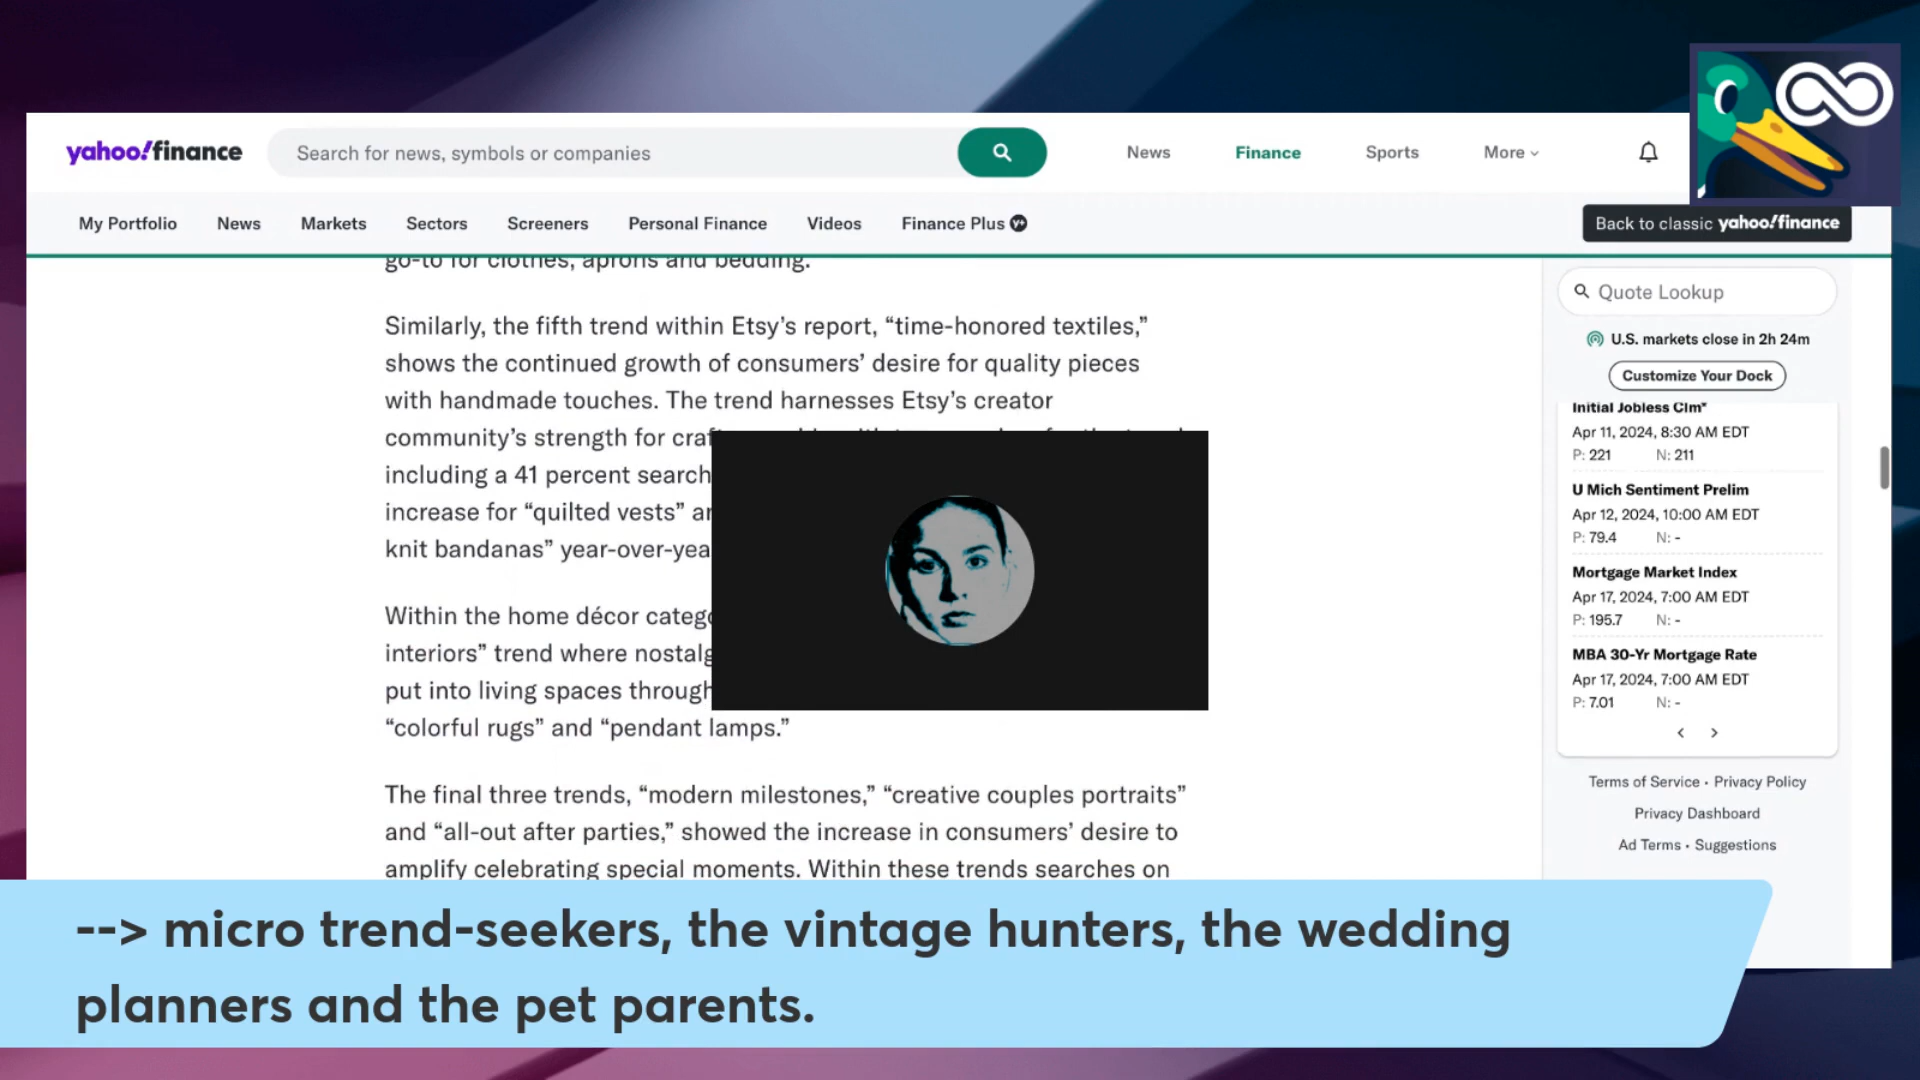 yahoo!finance
Search for news, symbols or companies
News
Finance
Sports
More
My Portfolio
News
Markets
Sectors
Screeners
Personal Finance
Videos
Finance Plus
Back to classic yahoo!finance
go-to for clothes, aprons and bedding.
Similarly, the fifth trend within Etsy’s report, “time-honored textiles,”
shows the continued growth of consumers’ desire for quality pieces
with handmade touches. The trend harnesses Etsy’s creator
community’s strength for
including a 41 percent search
increase for “quilted vests”
knit bandanas”
Within the home décor
interiors” trend where
put into living spaces through
“colorful rugs” and “pendant lamps.”
The final three trends, “modern milestones,” “creative couples portraits”
and “all-out after parties,” showed the increase in consumers’ desire to
amplify celebrating special moments. Within these trends searches on
Quote Lookup
U.S. markets close in 2h 24m
Customize Your Dock
Initial Jobless Clm*
Apr 11, 2024, 8:30 AM EDT
P: 221 N: 211
U Mich Sentiment Prelim
Apr 12, 2024, 10:00 AM EDT
P: 79.4 N: -
Mortgage Market Index
Apr 17, 2024, 7:00 AM EDT
P: 195.7 N: -
MBA 30-Yr Mortgage Rate
Apr 17, 2024, 7:00 AM EDT
P: 7.01 N: -
Terms of Service • Privacy Policy
Privacy Dashboard
Ad Terms • Suggestions
--> micro trend-seekers, the vintage hunters, the wedding
planners and the pet parents.